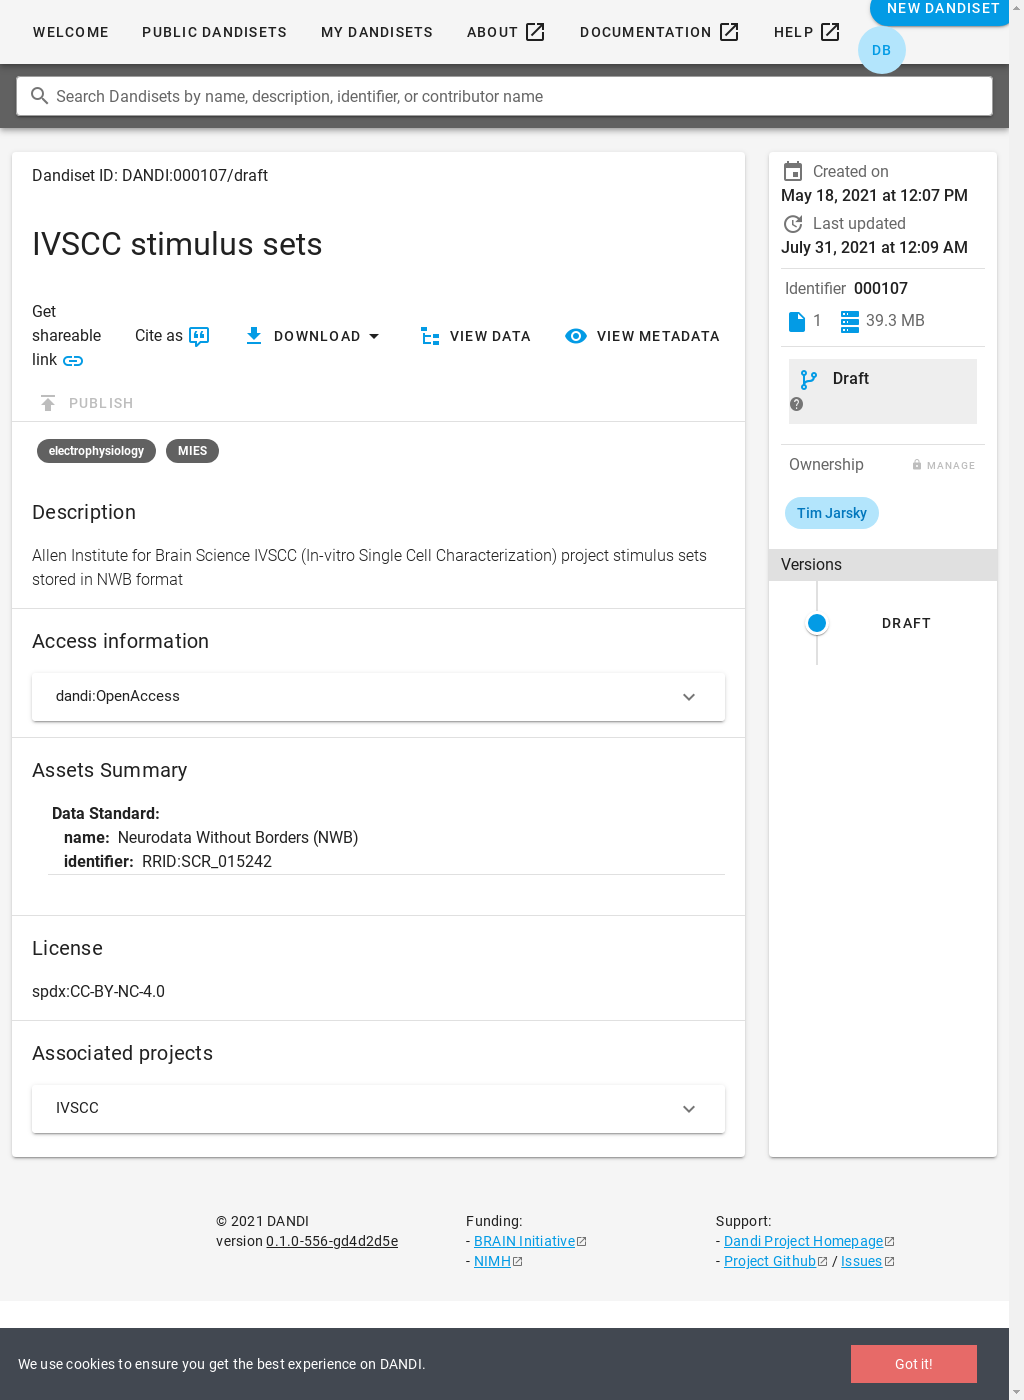 WELCOME PUBLIC DANDISETS MY DANDISETS ABOUT DOCUMENTATION HELP NEW DANDISET
DB
Search Dandisets by name, description, identifier, or contributor name
Dandiset ID: DANDI:000107/draft
IVSCC stimulus sets
Get
shareable
link
Cite as DOWNLOAD VIEW DATA VIEW METADATA
PUBLISH
electrophysiology MIES
Description
Allen Institute for Brain Science IVSCC (In-vitro Single Cell Characterization) project stimulus sets
stored in NWB format
Access information
dandi:OpenAccess
Assets Summary
Data Standard:
name: Neurodata Without Borders (NWB)
identifier: RRID:SCR_015242
License
spdx:CC-BY-NC-4.0
Associated projects
IVSCC
Created on
May 18, 2021 at 12:07 PM
Last updated
July 31, 2021 at 12:09 AM
Identifier 000107
1 39.3 MB
Draft
Ownership MANAGE
Tim Jarsky
Versions
DRAFT
© 2021 DANDI
version 0.1.0-556-gd4d2d5e
Funding:
- BRAIN Initiative
- NIMH
Support:
- Dandi Project Homepage
- Project Github / Issues
We use cookies to ensure you get the best experience on DANDI.
Got it!